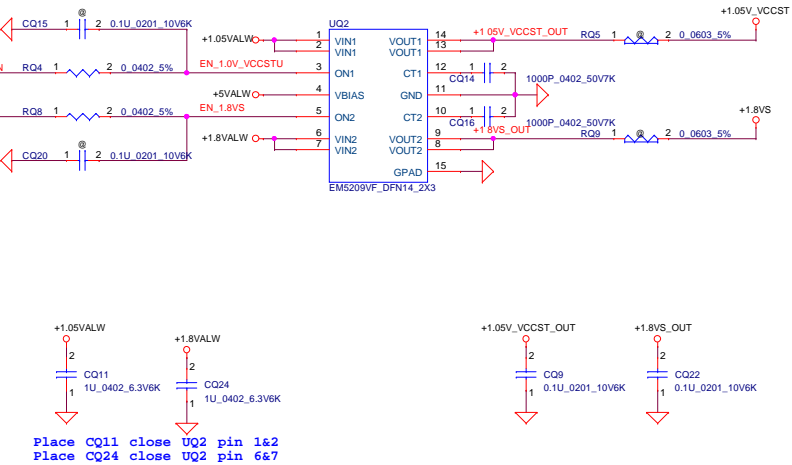 +1.05V_VCCST
CQ15 1 @ 2 0.1U_0201_10V6K
UQ2
+1.05VALW 1 VIN1 VOUT1 14 +1 05V_VCCST_OUT RQ5 1 @ 2 0_0603_5%
2 VIN1 VOUT1 13
RQ4 1 2 0_0402_5% EN_1.0V_VCCSTU 3 ON1 CT1 12 CQ14 1 2 1000P_0402_50V7K
+5VALW 4 VBIAS GND 11
RQ8 1 2 0_0402_5% EN_1.8VS 5 ON2 CT2 10 CQ16 1 2 1000P_0402_50V7K
+1.8VS
+1.8VALW 6 VIN2 VOUT2 9 +1 8VS_OUT RQ9 1 @ 2 0_0603_5%
7 VIN2 VOUT2 8
CQ20 1 @ 2 0.1U_0201_10V6K
GPAD 15
EM5209VF_DFN14_2X3
+1.05VALW
2
CQ11
1 1U_0402_6.3V6K
+1.8VALW
2
CQ24
1 1U_0402_6.3V6K
+1.05V_VCCST_OUT
2
CQ9
1 0.1U_0201_10V6K
+1.8VS_OUT
2
CQ22
1 0.1U_0201_10V6K
Place CQ11 close UQ2 pin 1&2
Place CQ24 close UQ2 pin 6&7